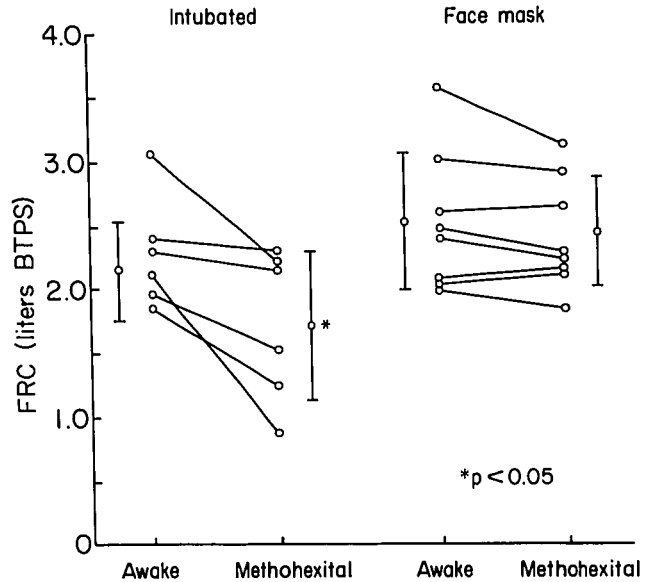 Intubated Face mask
4.0
3.0
2.0
1.0
0
FRC (liters BTPS)
*
*p < 0.05
Awake Methohexital Awake Methohexital